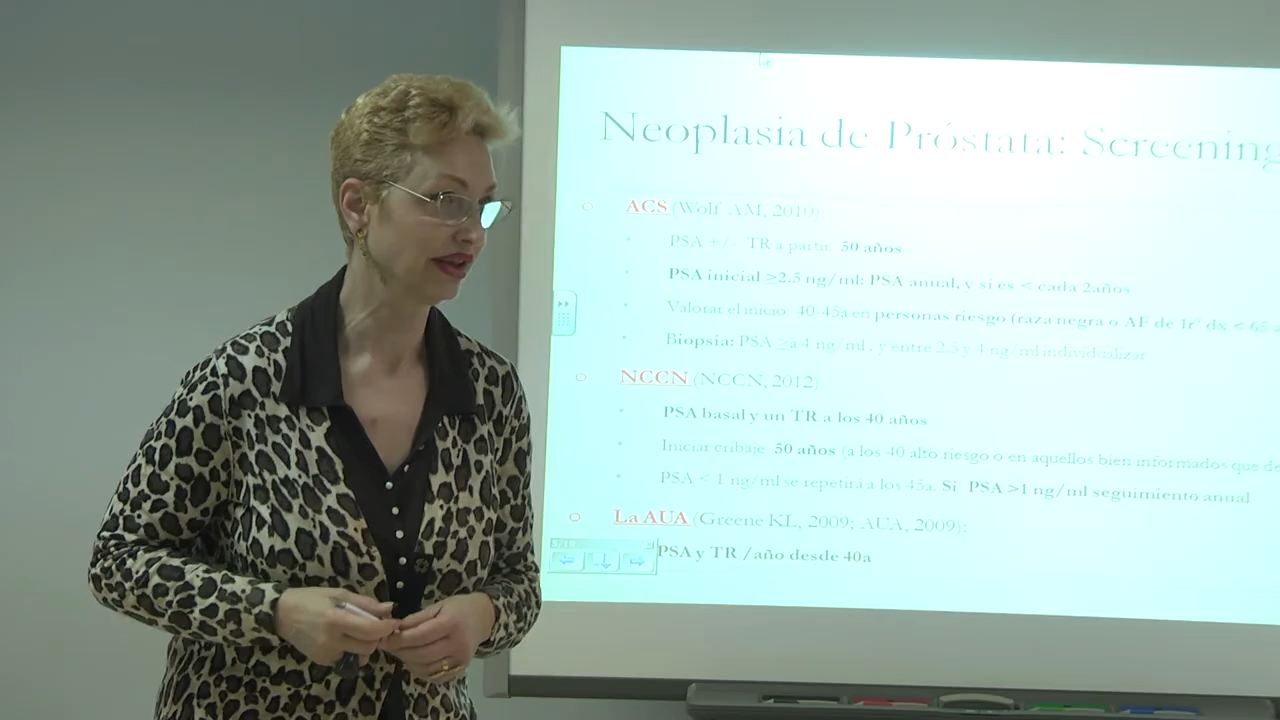 Neoplasia de Próstata: Screening
ACS (Wolf AM, 2010):
PSA +/- TR a partir 50 años
PSA inicial ≥2.5 ng/ml: PSA anual, y si es < cada 2años
Valorar el inicio 40-45a en personas riesgo (raza negra o AF de 1rº dx < 65
Biopsia: PSA ≥a 4 ng/ml , y entre 2.5 y 4 ng/ml individualizar
NCCN (NCCN, 2012)
PSA basal y un TR a los 40 años
Iniciar cribaje 50 años (a los 40 alto riesgo o en aquellos bien informados que de
PSA < 1 ng/ml se repetirá a los 45a. Si PSA >1 ng/ml seguimiento anual
La AUA (Greene KL, 2009; AUA, 2009):
PSA y TR /año desde 40a